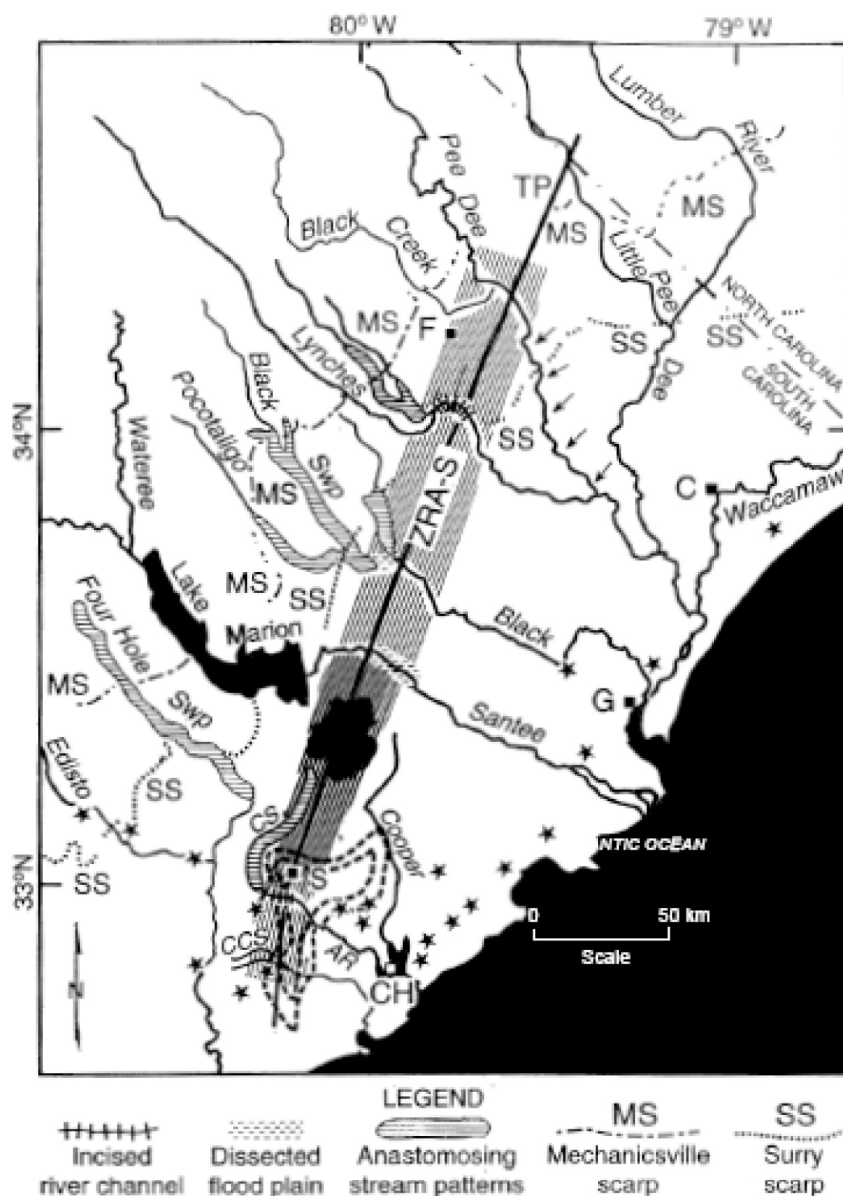 80° W
79° W
Lumber
River
Pee
Dee
TP
MS
MS
Black
Creek
Little
Pee
Dee
NORTH CAROLINA
SOUTH
CAROLINA
MS
F
SS
SS
Lynches
Black
Pocotaligo
Swp
34°N
SS
Wateree
ZRA-S
MS
C
Waccamaw
MS
SS
Lake
Marion
Four Hole
Swp
Black
MS
G
Santee
Edisto
SS
CS
Cooper
NTIC OCEAN
33°N
SS
S
0
50 km
Scale
CCS
AR
CH
N
LEGEND
Incised
river channel
Dissected
flood plain
Anastomosing
stream patterns
MS
Mechanicsville
scarp
SS
Surry
scarp